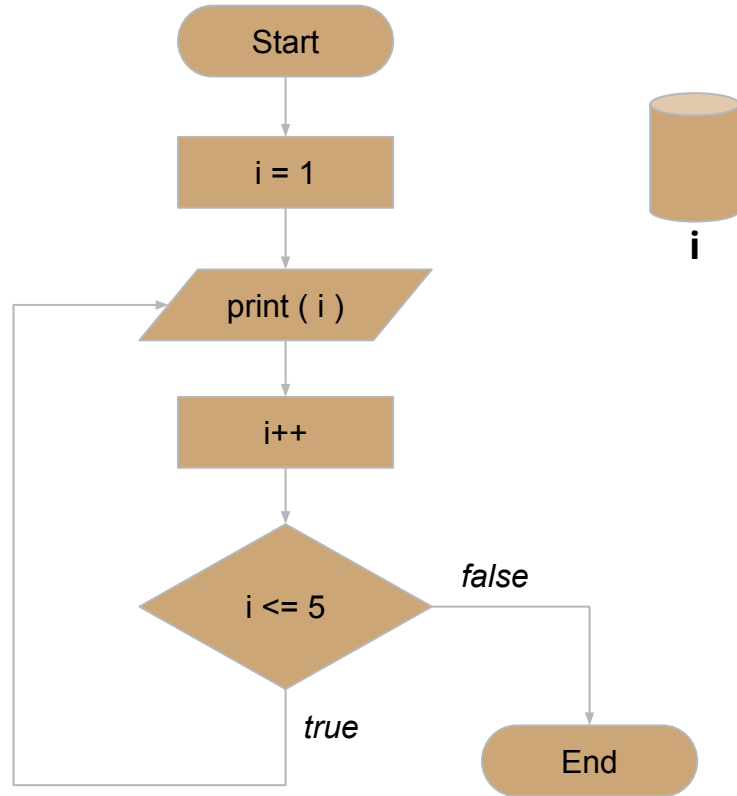 Start
i = 1
i
print ( i )
i++
i <= 5
false
true
End